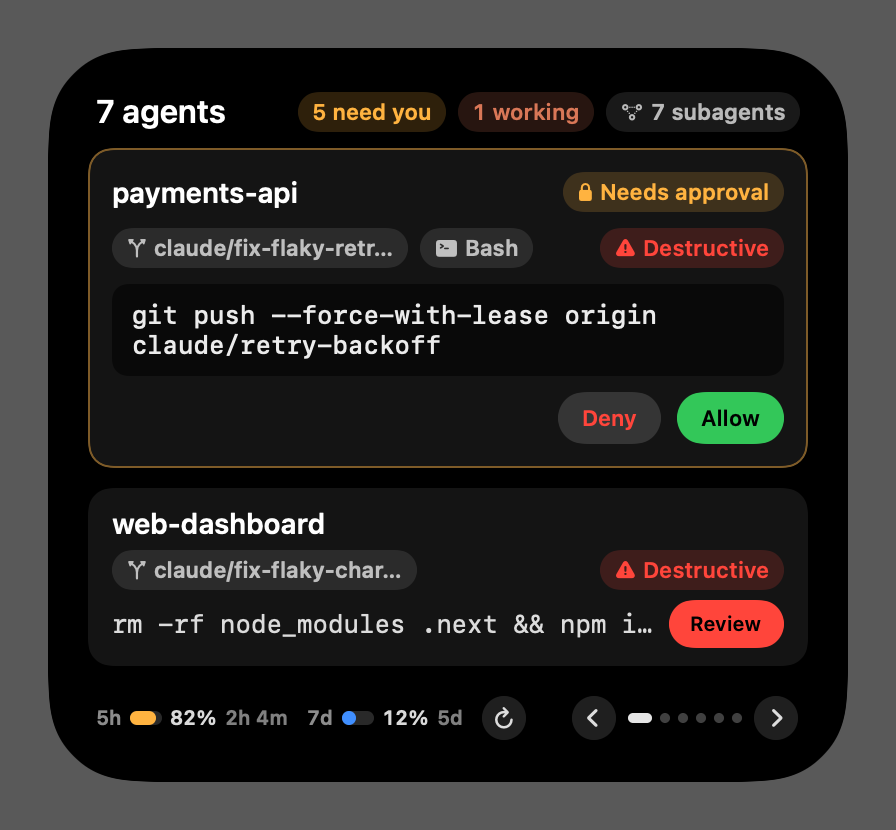 7 agents 5 need you 1 working 7 subagents
payments-api Needs approval
claude/fix-flaky-retr... Bash Destructive
git push --force-with-lease origin
claude/retry-backoff
Deny Allow
web-dashboard
claude/fix-flaky-char... Destructive
rm -rf node_modules .next && npm i… Review
5h 82% 2h 4m 7d 12% 5d